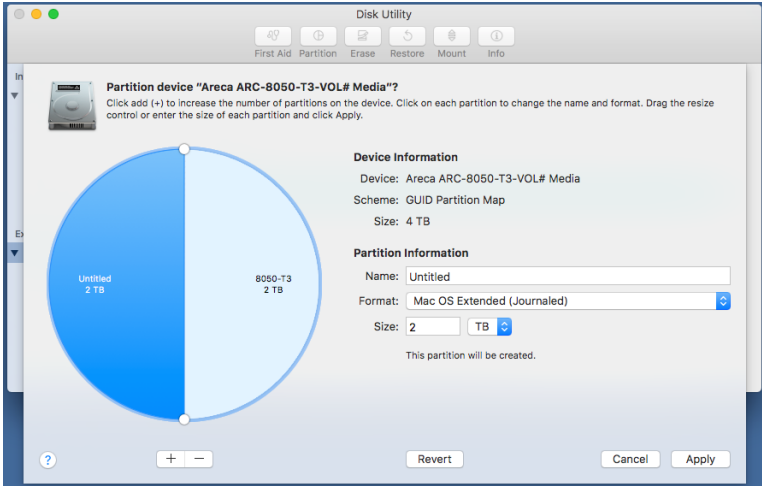 Disk Utility
First Aid Partition Erase Restore Mount Info
In
Partition device "Areca ARC-8050-T3-VOL# Media"?
Click add (+) to increase the number of partitions on the device. Click on each partition to change the name and format. Drag the resize
control or enter the size of each partition and click Apply.
Device Information
Device: Areca ARC-8050-T3-VOL# Media
Scheme: GUID Partition Map
Size: 4 TB
Ex
Partition Information
Untitled
2 TB
8050-T3
2 TB
Name: Untitled
Format: Mac OS Extended (Journaled)
Size: 2 TB
This partition will be created.
? + − Revert Cancel Apply